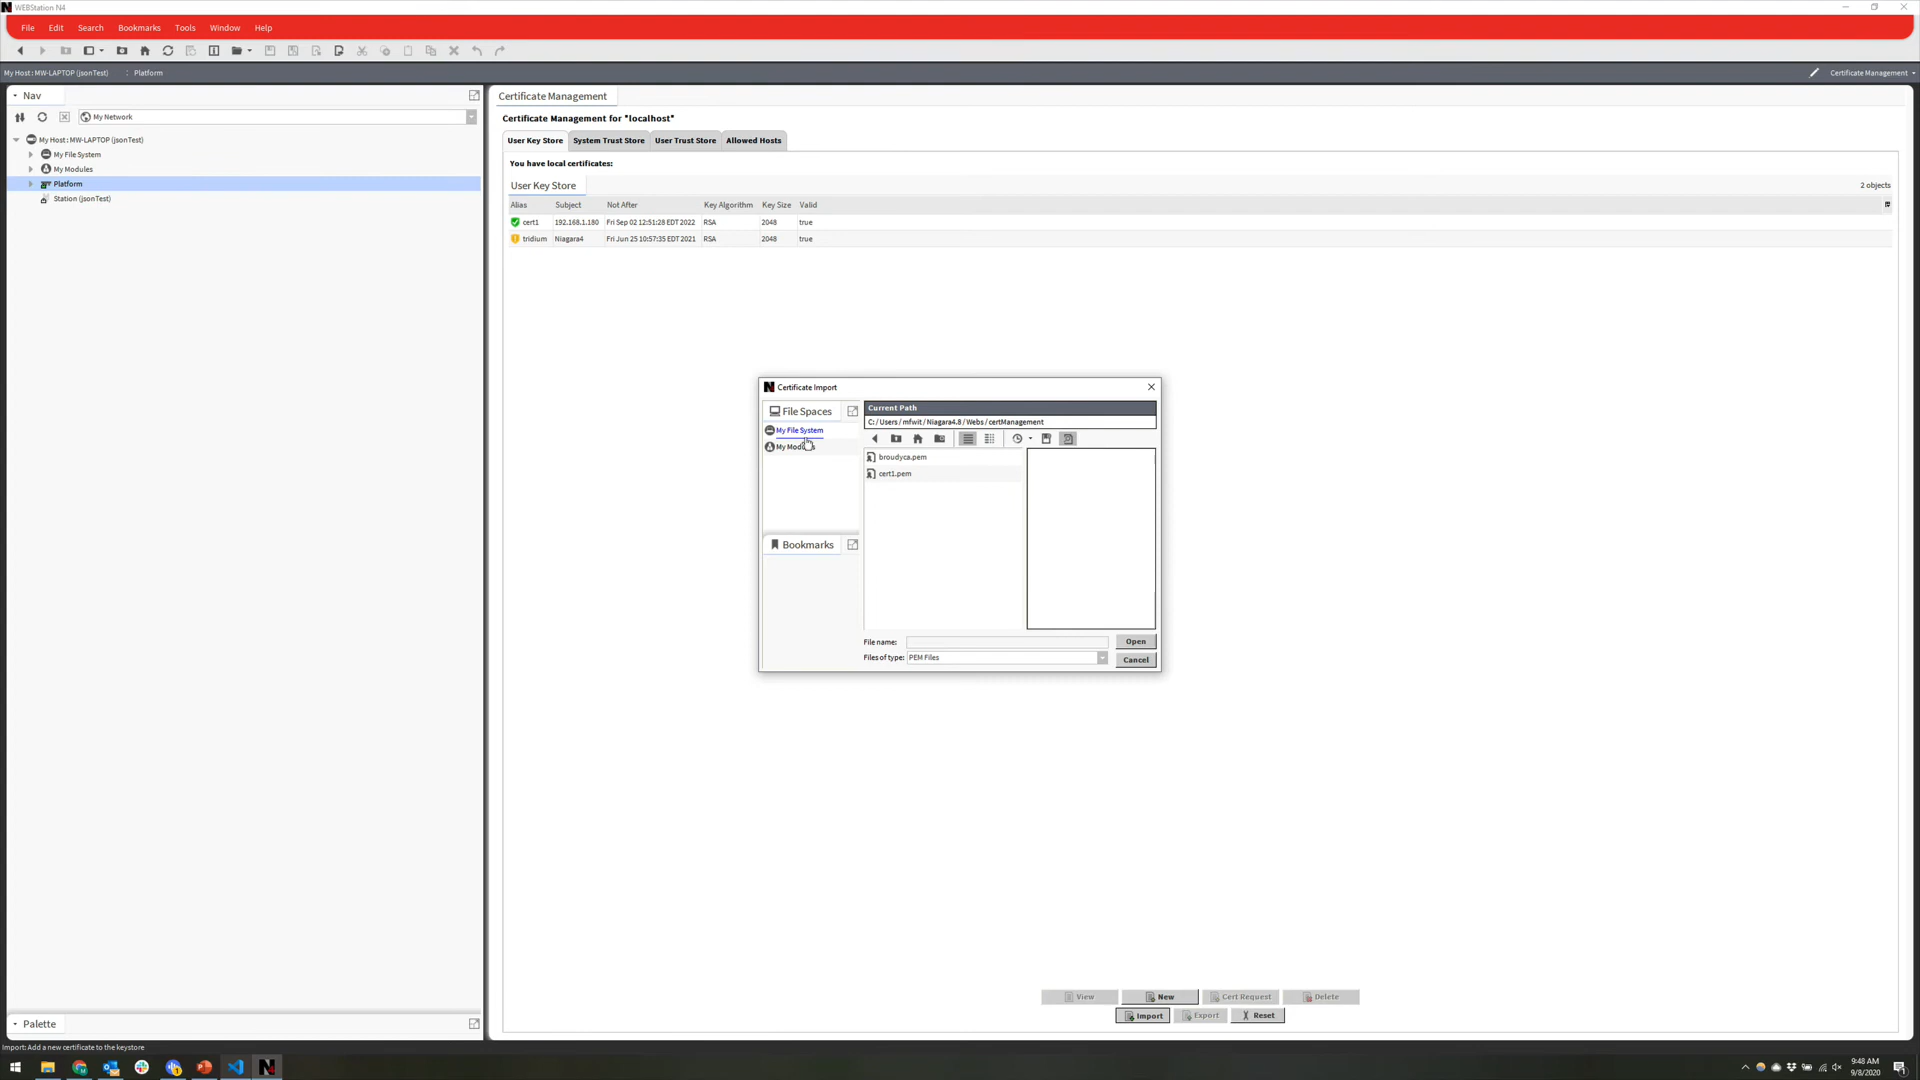 WEBStation N4
File Edit Search Bookmarks Tools Window Help
My Host : MW-LAPTOP (jsonTest) : Platform
Certificate Management
Nav
My Network
My Host : MW-LAPTOP (jsonTest)
My File System
My Modules
Platform
Station (jsonTest)
Palette
Certificate Management
Certificate Management for "localhost"
User Key Store System Trust Store User Trust Store Allowed Hosts
You have local certificates:
User Key Store 2 objects
Alias Subject Not After Key Algorithm Key Size Valid
cert1 192.168.1.180 Fri Sep 02 12:51:28 EDT 2022 RSA 2048 true
tridium Niagara4 Fri Jun 25 10:57:35 EDT 2021 RSA 2048 true
Certificate Import
File Spaces
My File System
Bookmarks
Current Path
C: / Users / mfwit / Niagara4.8 / Webs / certManagement
broudyca.pem
cert1.pem
File name: Open
Files of type: PEM Files Cancel
View New Cert Request Delete
Import Export Reset
Import: Add a new certificate to the keystore
9:48 AM
9/8/2020